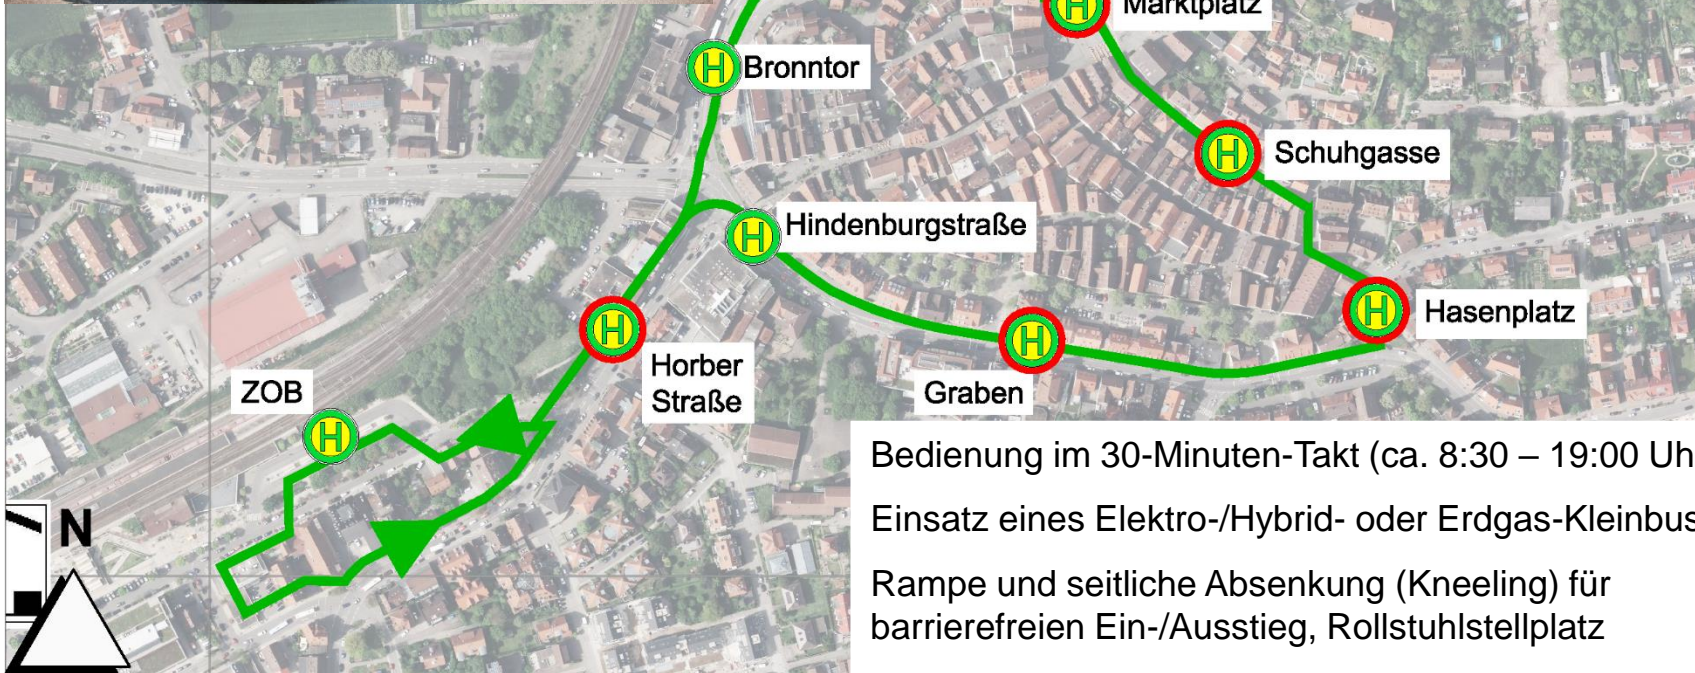 Marktplatz
H
H
Bronntor
H
Schuhgasse
H
Hindenburgstraße
H
Hasenplatz
H
Horber
Straße
H
Graben
ZOB
H
N
Bedienung im 30-Minuten-Takt (ca. 8:30 – 19:00 Uh
Einsatz eines Elektro-/Hybrid- oder Erdgas-Kleinbus
Rampe und seitliche Absenkung (Kneeling) für
barrierefreien Ein-/Ausstieg, Rollstuhlstellplatz